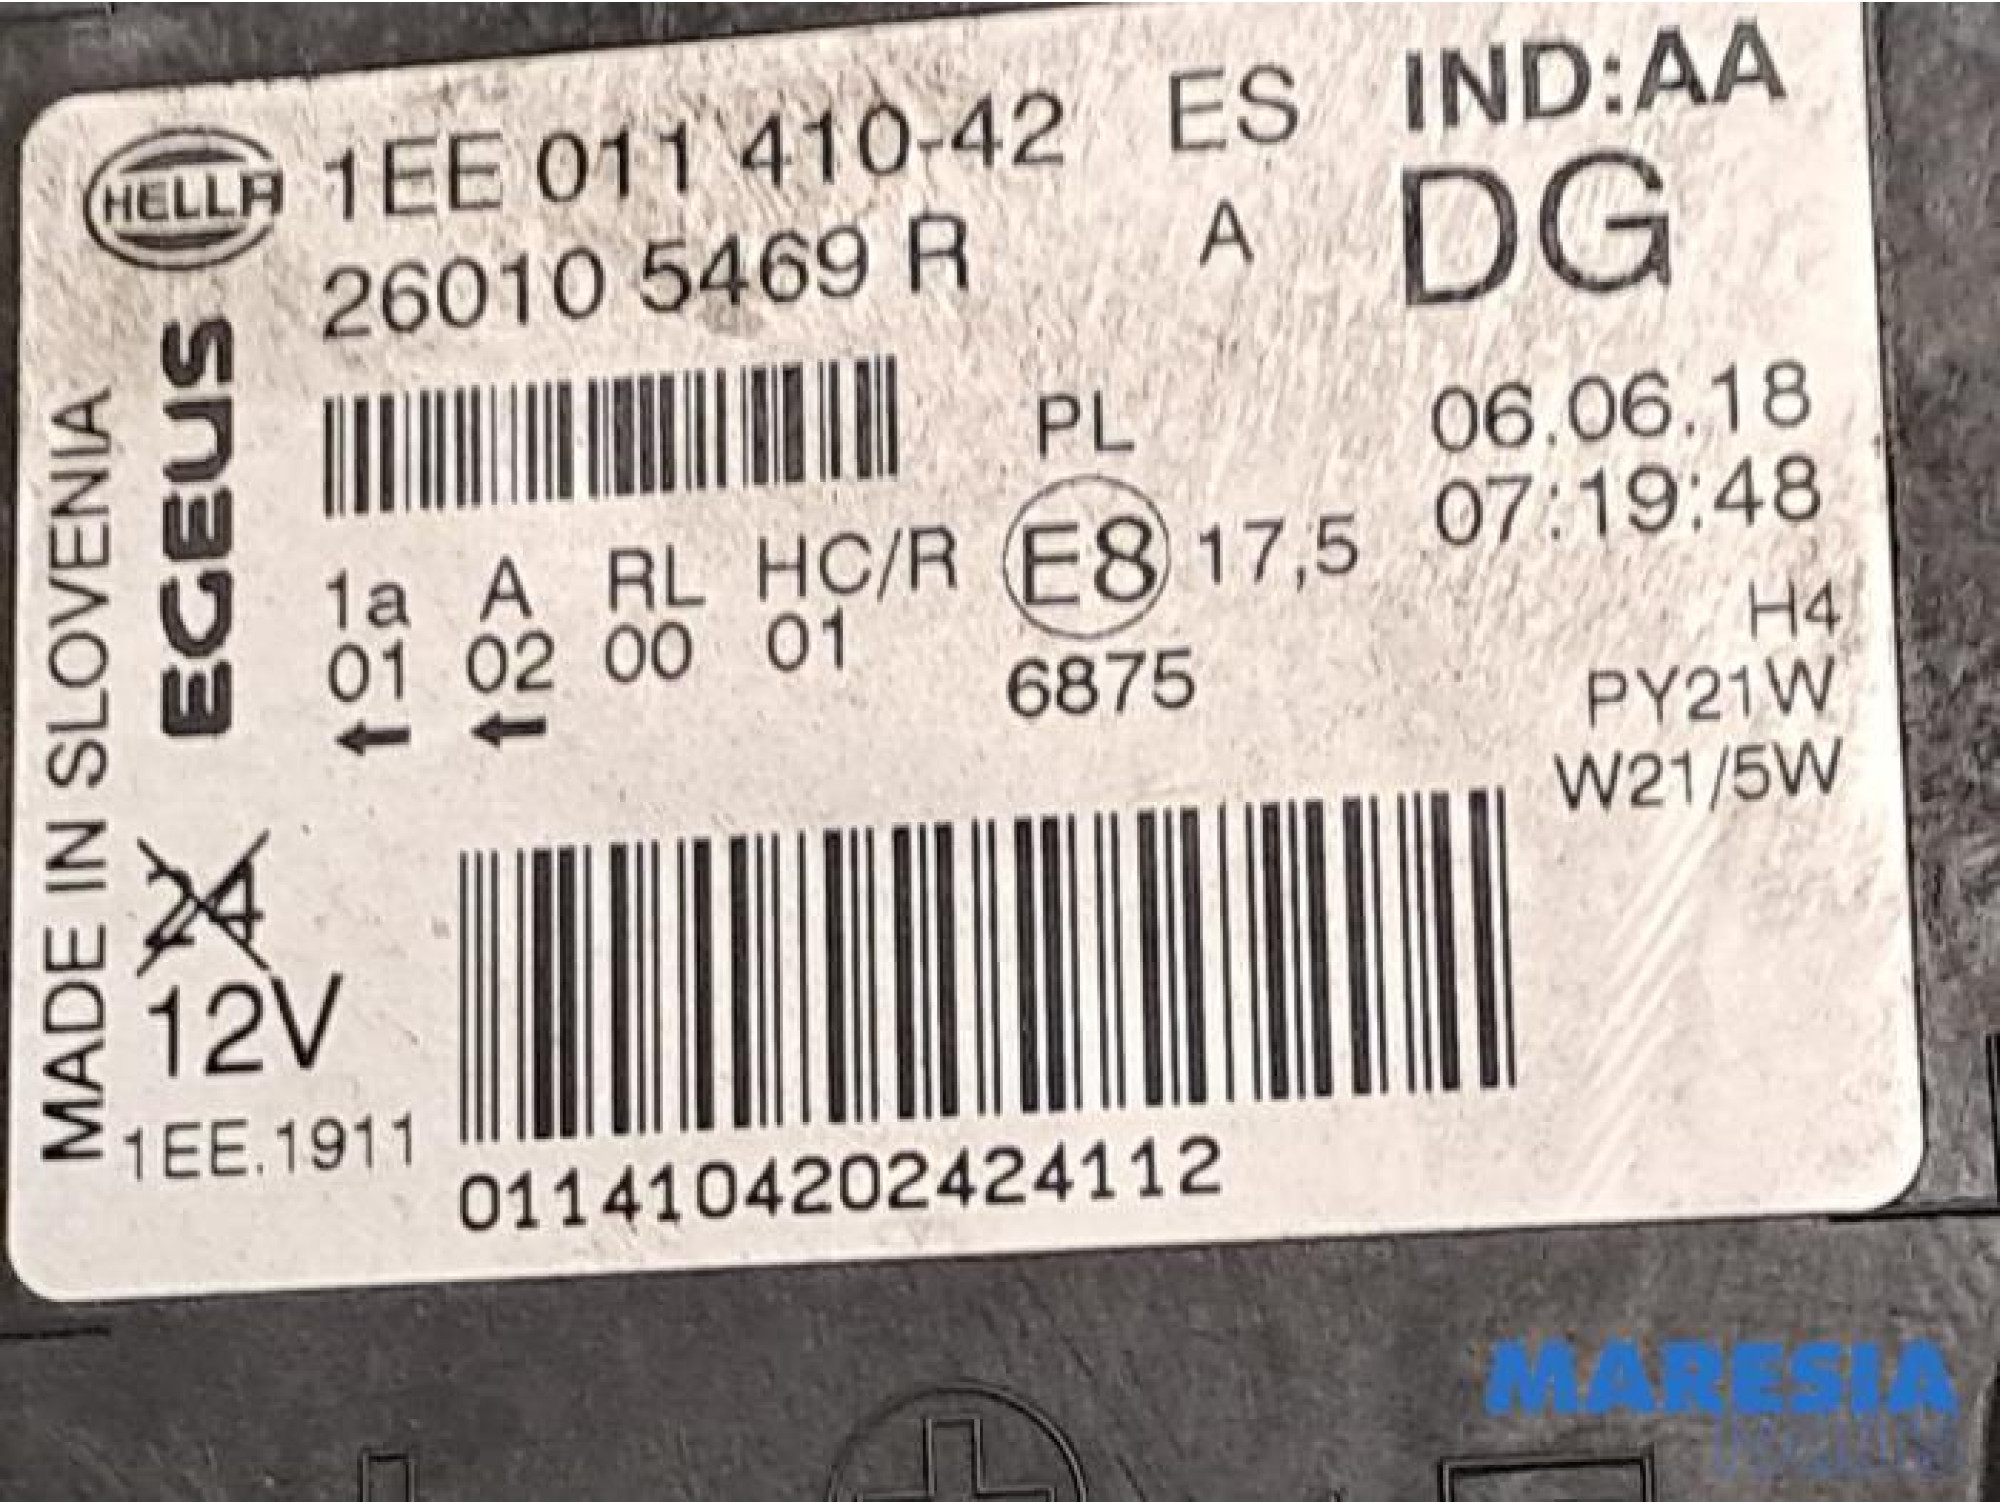 HELLA 1EE 011 410-42 ES IND:AA
26010 5469 R A DG
MADE IN SLOVENIA
ECEUS
PL 06.06.18
07:19:48
1a A RL HC/R E8 17,5
01 02 00 01 6875
H4
PY21W
W21/5W
24
12V
1EE.1911
0114104202424112
MARESIA